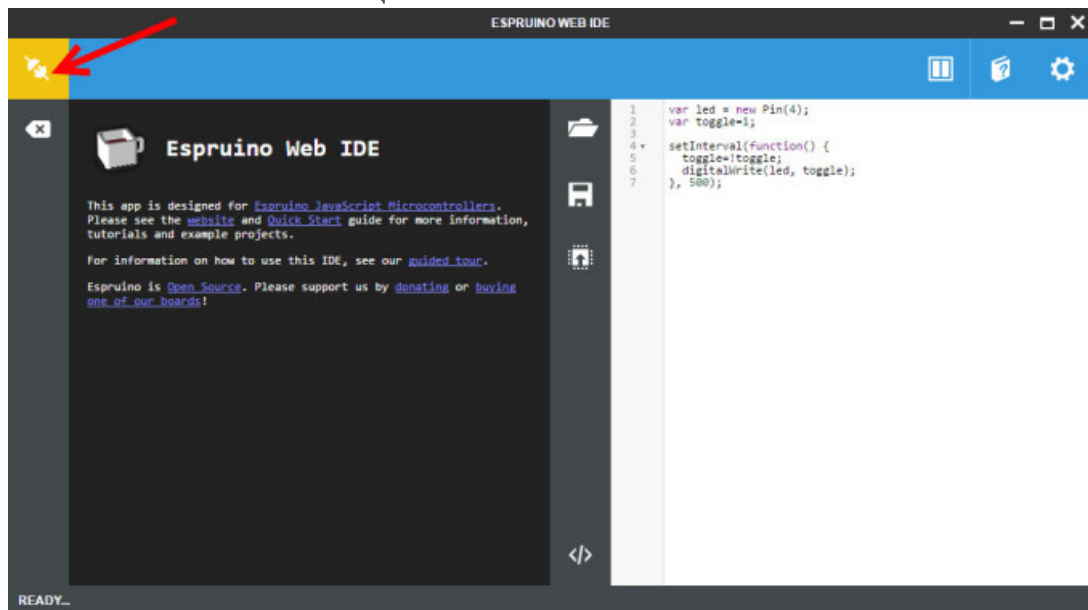 ESPRUINO WEB IDE
Espruino Web IDE
This app is designed for Espruino JavaScript Microcontrollers.
Please see the website and Quick Start guide for more information,
tutorials and example projects.
For information on how to use this IDE, see our guided tour.
Espruino is Open Source. Please support us by donating or buying
one of our boards!
1 var led = new Pin(4);
2 var toggle=1;
3
4 setInterval(function() {
5 toggle=!toggle;
6 digitalWrite(led, toggle);
7 }, 500);
</>
READY...